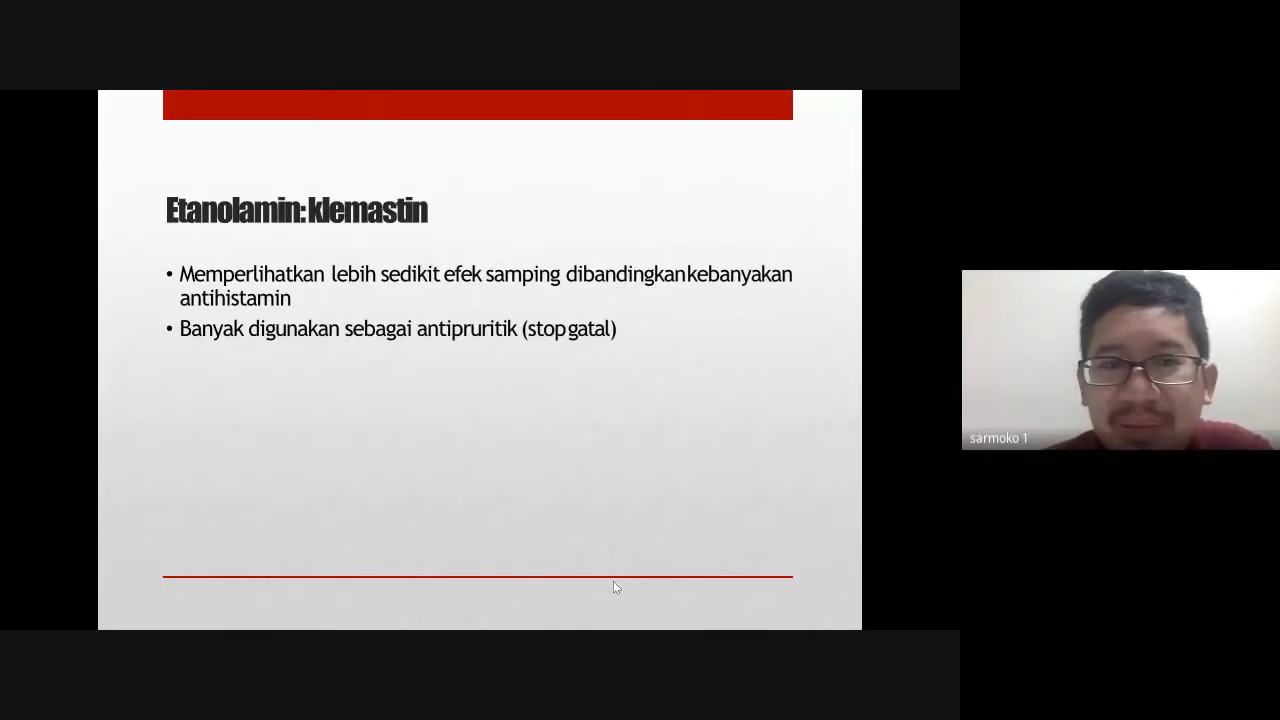 Etanolamin: klemastin
• Memperlihatkan lebih sedikit efek samping dibandingkan kebanyakan
antihistamin
• Banyak digunakan sebagai antipruritik (stop gatal)
sarmoko 1